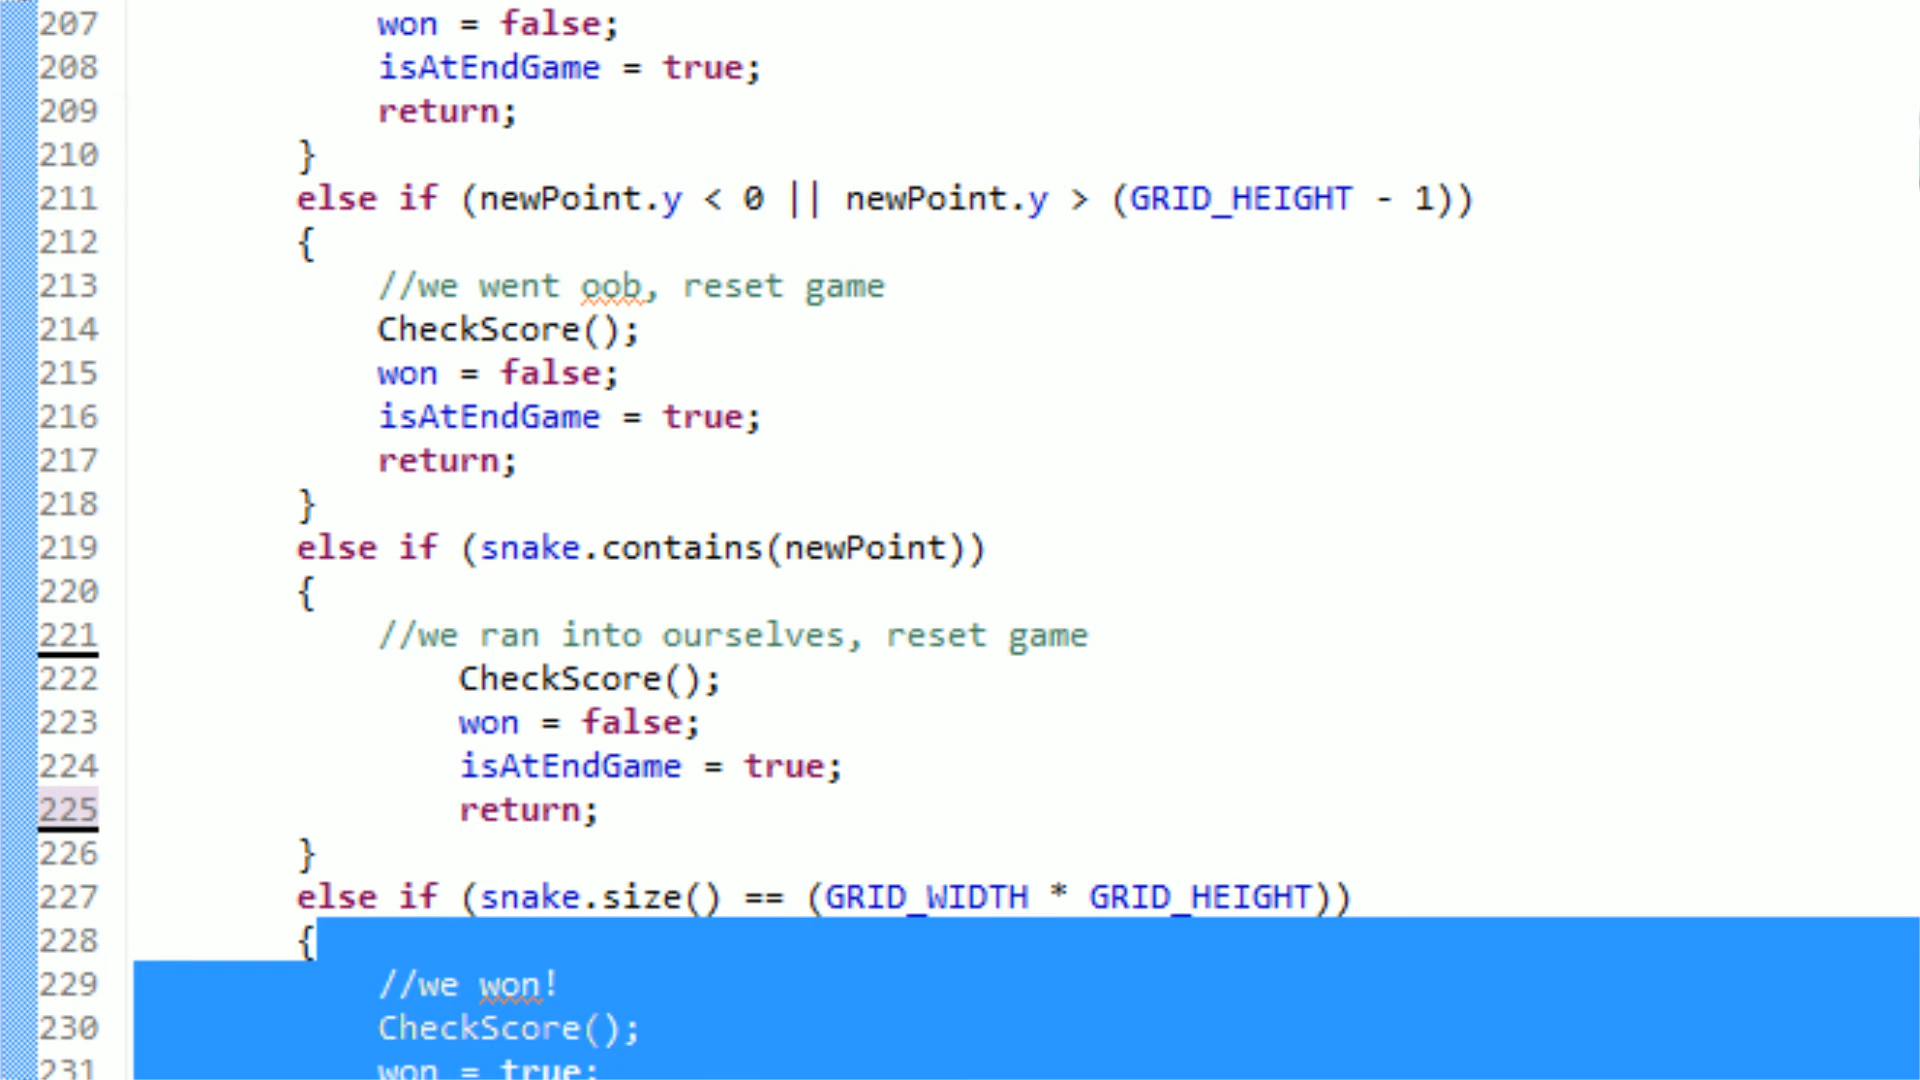 207 won = false;
208 isAtEndGame = true;
209 return;
210 }
211 else if (newPoint.y < 0 || newPoint.y > (GRID_HEIGHT - 1))
212 {
213 //we went oob, reset game
214 CheckScore();
215 won = false;
216 isAtEndGame = true;
217 return;
218 }
219 else if (snake.contains(newPoint))
220 {
221 //we ran into ourselves, reset game
222 CheckScore();
223 won = false;
224 isAtEndGame = true;
225 return;
226 }
227 else if (snake.size() == (GRID_WIDTH * GRID_HEIGHT))
228 {
229 //we won!
230 CheckScore();
231 won = true;